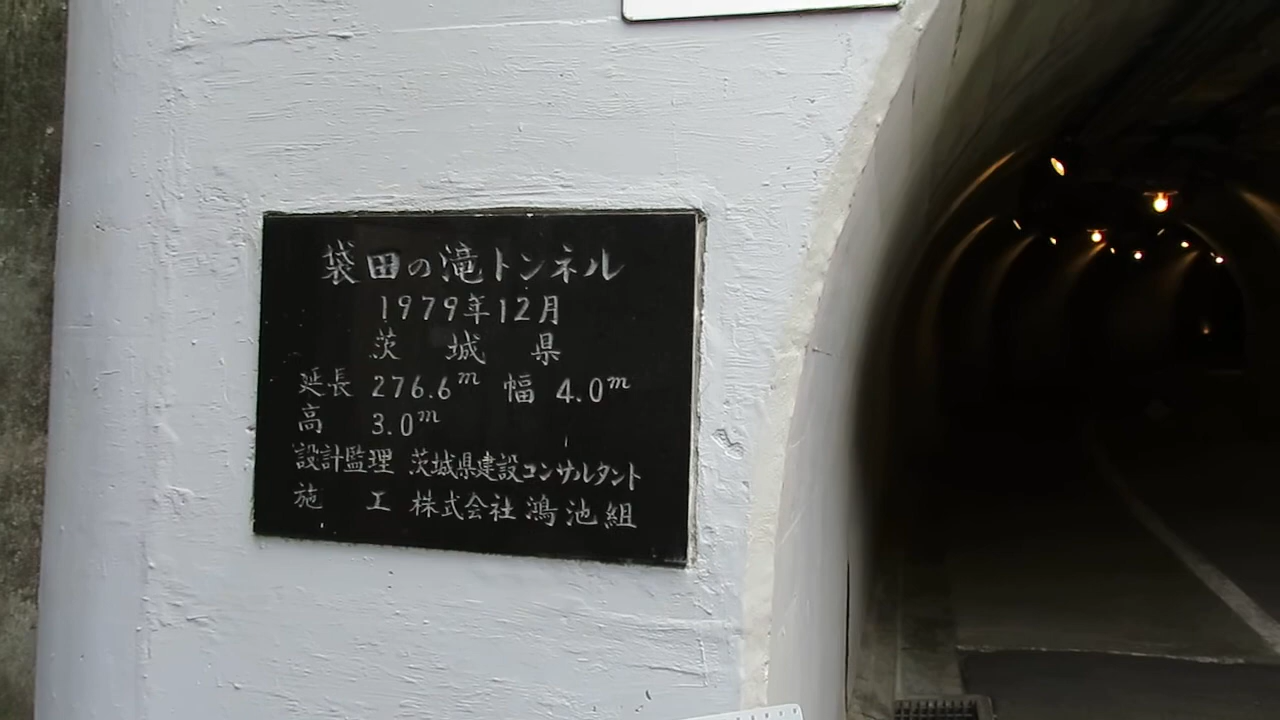 袋田の滝トンネル
1979年12月
茨 城 県
延長 276.6m 幅 4.0m
高 3.0m
設計監理 茨城県建設コンサルタント
施 工 株式会社 鴻池組